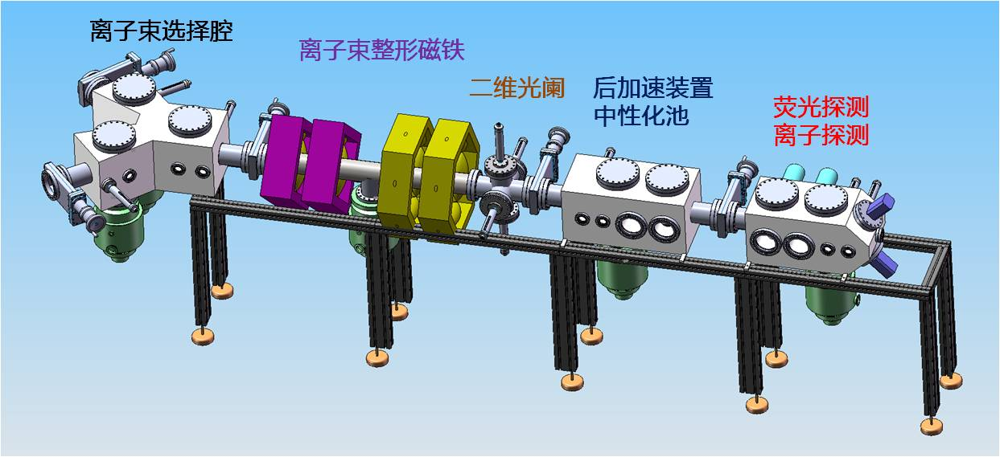 离子束选择腔
离子束整形磁铁
二维光阑
后加速装置
中性化池
荧光探测
离子探测